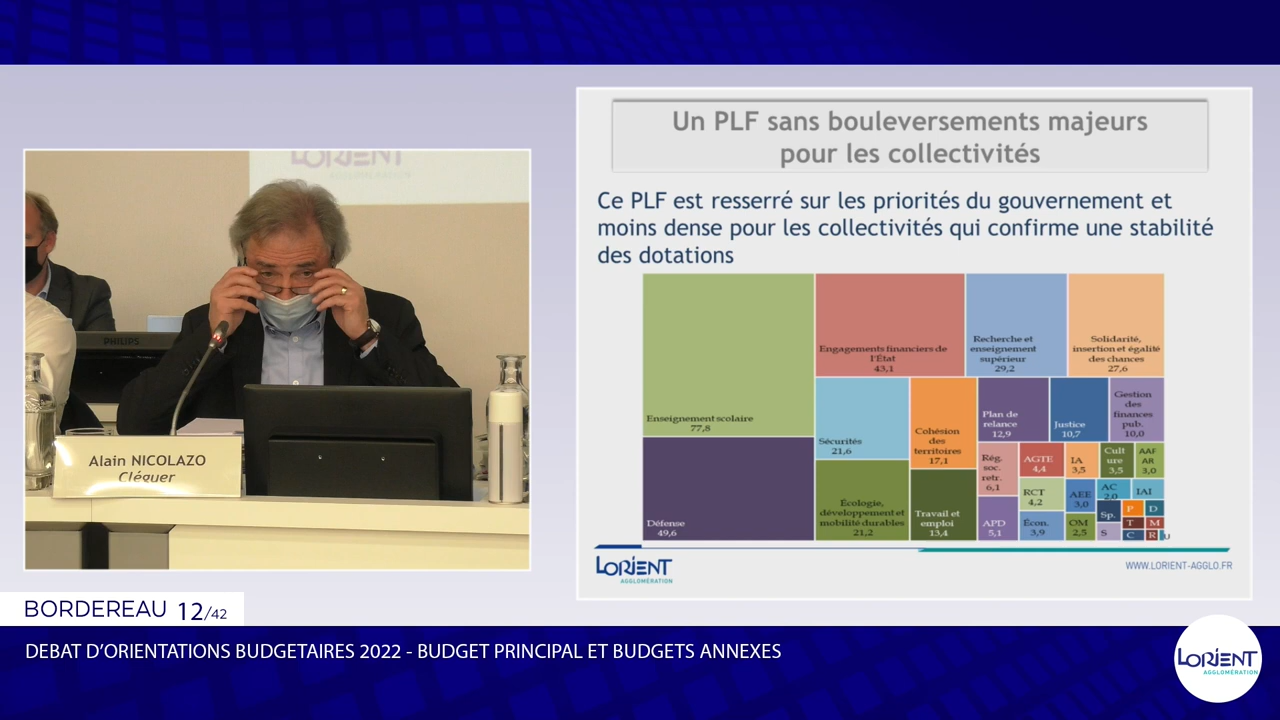 LORIENT
AGGLOMÉRATION
PHILIPS
Alain NICOLAZO
Cléguer
Un PLF sans bouleversements majeurs
pour les collectivités
Ce PLF est resserré sur les priorités du gouvernement et
moins dense pour les collectivités qui confirme une stabilité
des dotations
Enseignement scolaire
77,8
Défense
49,6
Engagements financiers de
l'État
43,1
Recherche et
enseignement
supérieur
29,2
Solidarité,
insertion et égalité
des chances
27,6
Sécurités
21,6
Écologie,
développement et
mobilité durables
21,2
Cohésion
des
territoires
17,1
Travail et
emploi
13,4
Plan de
relance
12,9
Justice
10,7
Gestion
des
finances
pub.
10,0
Rég.
soc.
retr.
6,1
APD
5,1
AGTE
4,4
RCT
4,2
Écon.
3,9
IA
3,5
Cult
ure
3,5
AAF
AR
3,0
AEE
3,0
OM
2,5
AC
2,0
IAI
Sp.
S
P
D
T
M
C
R
U
LORIENT
AGGLOMÉRATION
WWW.LORIENT-AGGLO.FR
BORDEREAU 12/42
DEBAT D'ORIENTATIONS BUDGETAIRES 2022 - BUDGET PRINCIPAL ET BUDGETS ANNEXES
LORIENT
AGGLOMÉRATION